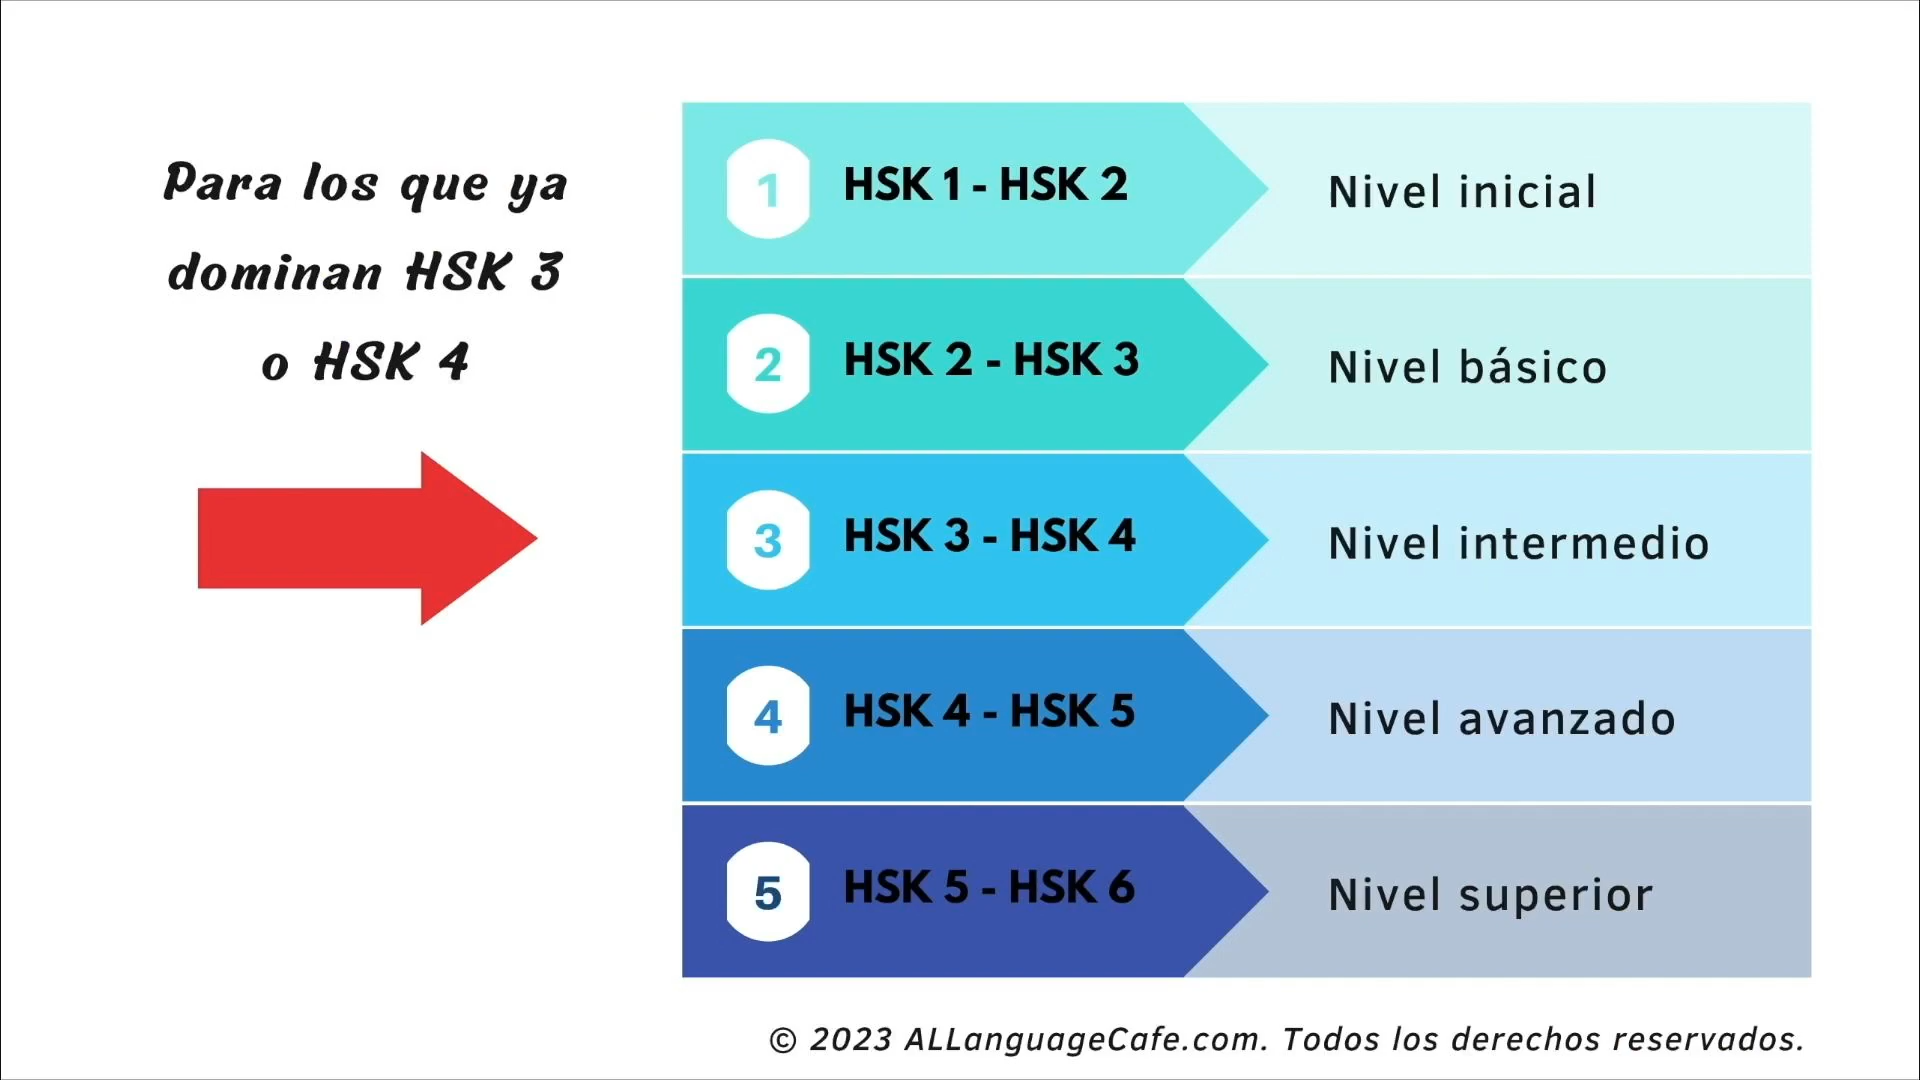 Para los que ya
dominan HSK 3
o HSK 4
1 HSK 1 - HSK 2 Nivel inicial
2 HSK 2 - HSK 3 Nivel básico
3 HSK 3 - HSK 4 Nivel intermedio
4 HSK 4 - HSK 5 Nivel avanzado
5 HSK 5 - HSK 6 Nivel superior
© 2023 ALLanguageCafe.com. Todos los derechos reservados.